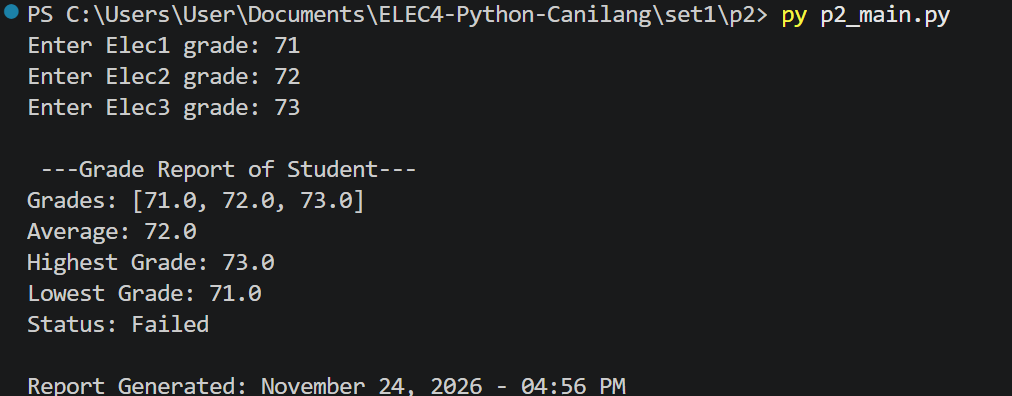 PS C:\Users\User\Documents\ELEC4-Python-Canilang\set1\p2> py p2_main.py
Enter Elec1 grade: 71
Enter Elec2 grade: 72
Enter Elec3 grade: 73
---Grade Report of Student---
Grades: [71.0, 72.0, 73.0]
Average: 72.0
Highest Grade: 73.0
Lowest Grade: 71.0
Status: Failed
Report Generated: November 24, 2026 - 04:56 PM